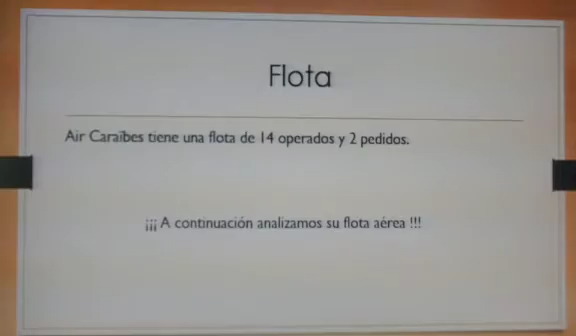 Flota
Air Caraïbes tiene una flota de 14 operados y 2 pedidos.
¡¡¡ A continuación analizamos su flota aérea !!!